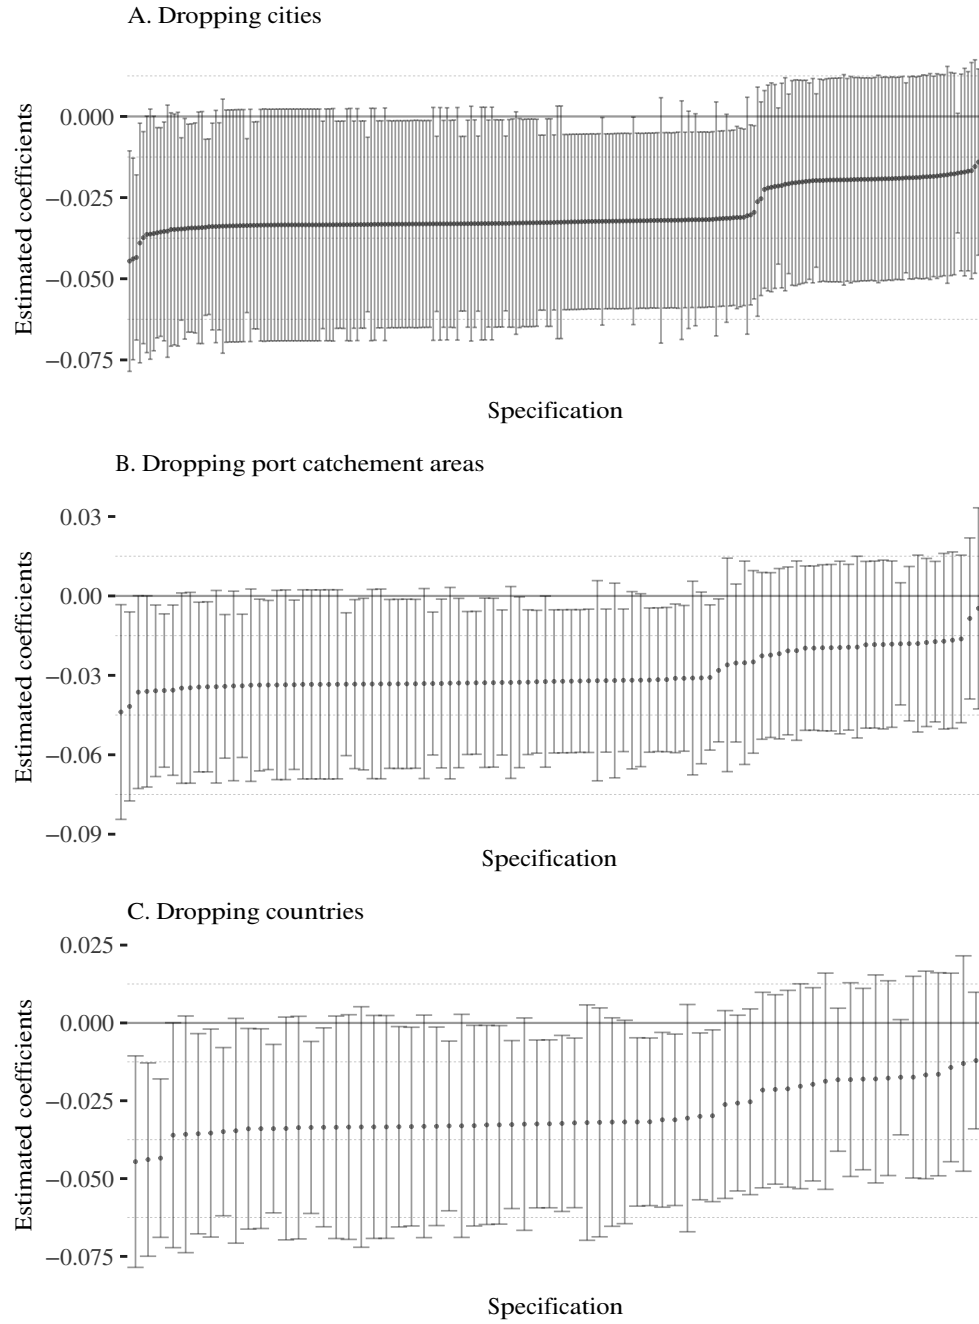 A. Dropping cities
Estimated coefficients
0.000
−0.025
−0.050
−0.075
Specification
B. Dropping port catchement areas
Estimated coefficients
0.03
0.00
−0.03
−0.06
−0.09
Specification
C. Dropping countries
Estimated coefficients
0.025
0.000
−0.025
−0.050
−0.075
Specification